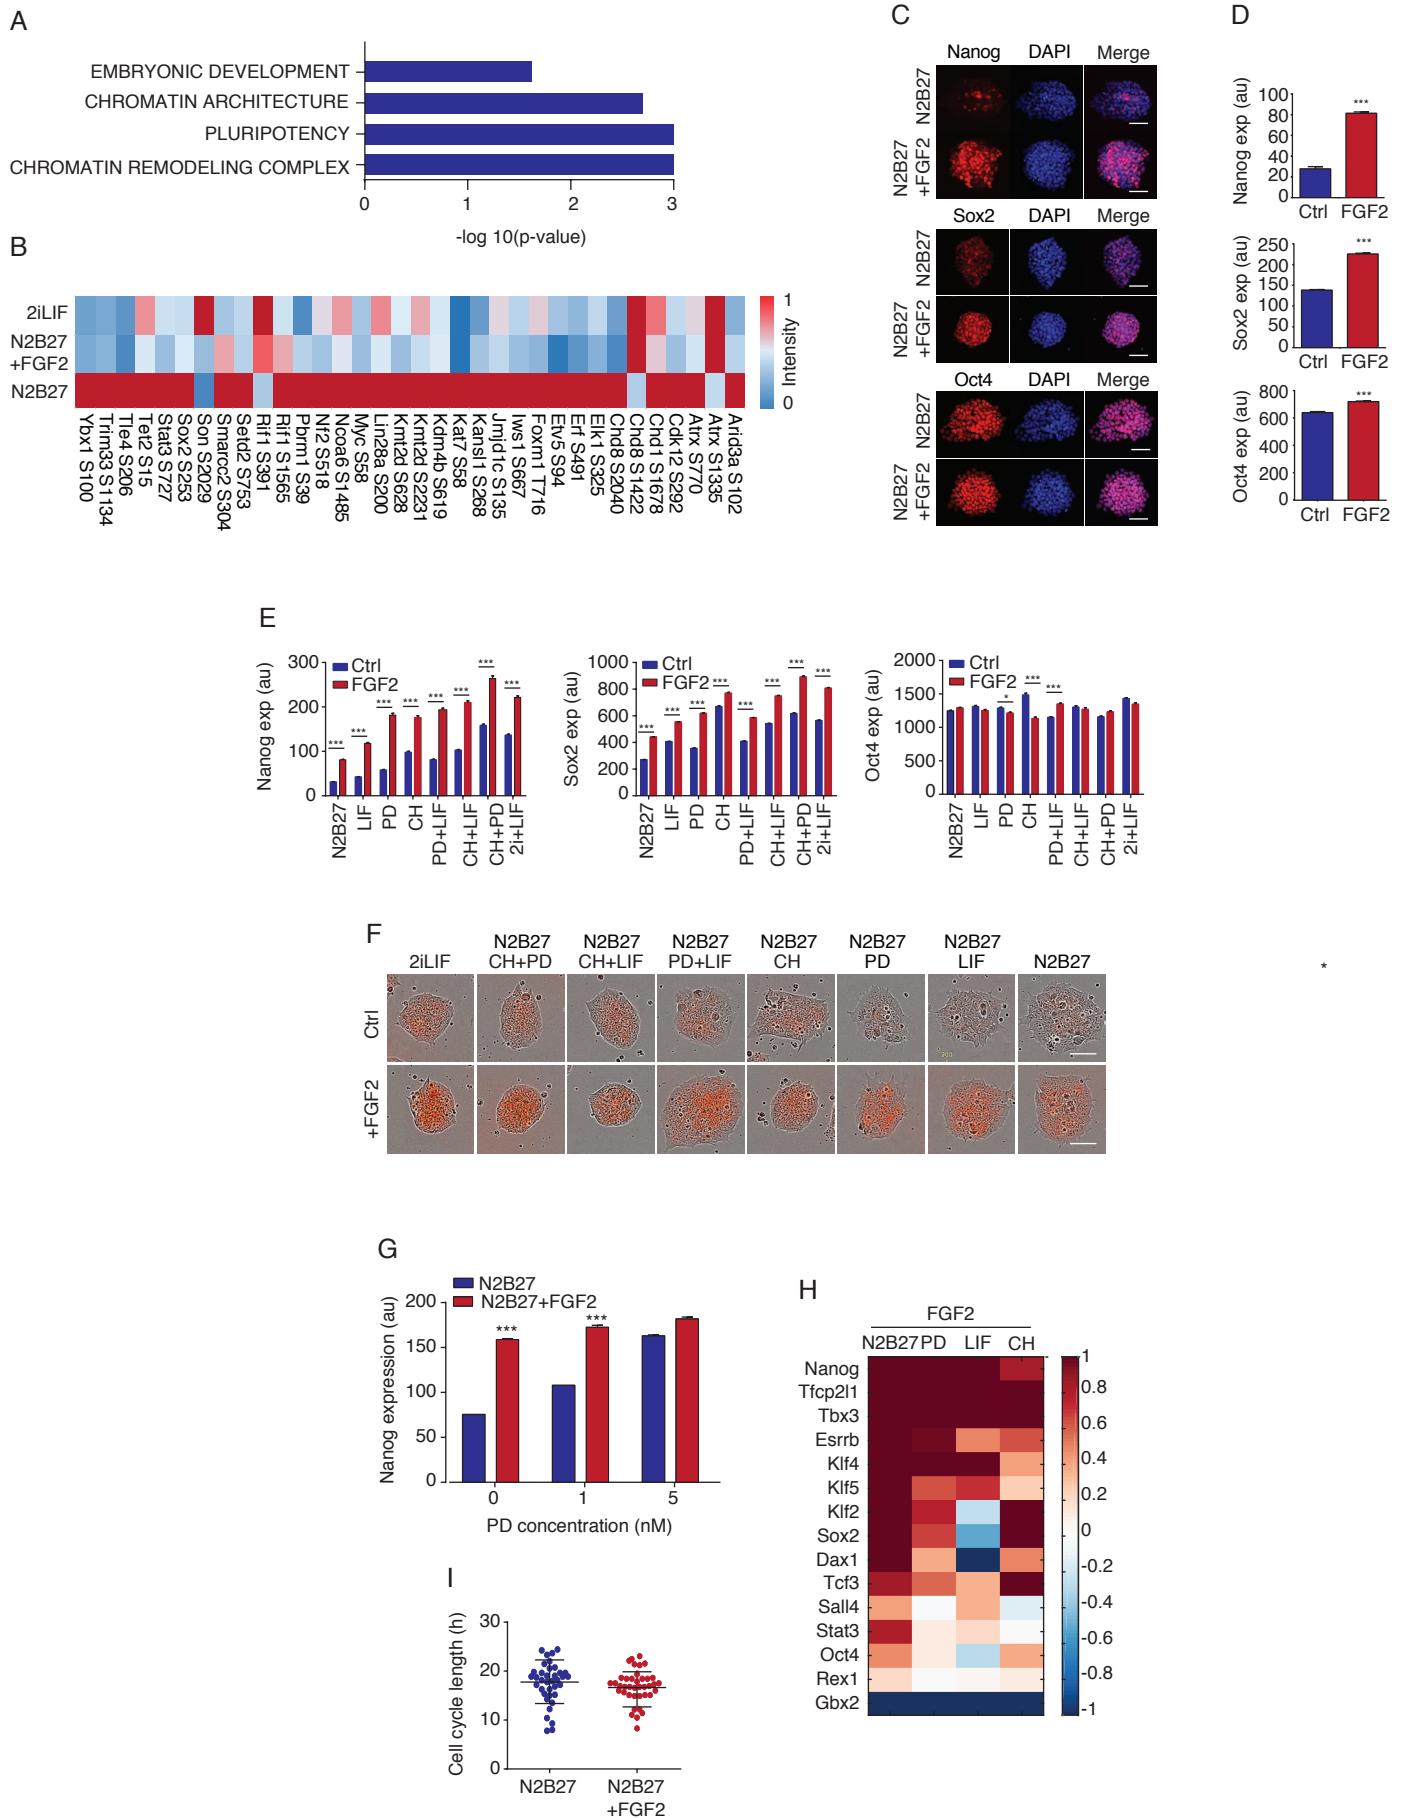 A
EMBRYONIC DEVELOPMENT
CHROMATIN ARCHITECTURE
PLURIPOTENCY
CHROMATIN REMODELING COMPLEX
0 1 2 3
-log 10(p-value)
B
2iLIF
N2B27
+FGF2
N2B27
1
Intensity
0
Ybx1 S100
Trim33 S1134
Tle4 S206
Tet2 S15
Stat3 S727
Sox2 S253
Son S2029
Smarcc2 S304
Setd2 S753
Rif1 S391
Rif1 S1565
Pbrm1 S39
Nf2 S518
Ncoa6 S1485
Myc S58
Lin28a S200
Kmt2d S628
Kmt2d S2231
Kdm4b S619
Kat7 S58
Kansl1 S268
Jmjd1c S135
Iws1 S667
Foxm1 T716
Etv5 S94
Erf S491
Elk1 S325
Chd8 S2040
Chd8 S1422
Chd1 S1678
Cdk12 S292
Atrx S770
Atrx S1335
Arid3a S102
C
Nanog DAPI Merge
N2B27
N2B27
+FGF2
Sox2 DAPI Merge
N2B27
N2B27
+FGF2
Oct4 DAPI Merge
N2B27
N2B27
+FGF2
D
Nanog exp (au)
100
80
60
40
20
0
***
Ctrl FGF2
Sox2 exp (au)
250
200
150
100
50
0
***
Ctrl FGF2
Oct4 exp (au)
800
600
400
200
0
***
Ctrl FGF2
E
Nanog exp (au)
300
200
100
0
Ctrl
FGF2
*** *** *** *** *** *** *** ***
N2B27
LIF
PD
CH
PD+LIF
CH+LIF
CH+PD
2i+LIF
Sox2 exp (au)
1000
800
600
400
200
0
Ctrl
FGF2
*** *** *** *** *** *** *** ***
N2B27
LIF
PD
CH
PD+LIF
CH+LIF
CH+PD
2i+LIF
Oct4 exp (au)
2000
1500
1000
500
0
Ctrl
FGF2
* *** ***
N2B27
LIF
PD
CH
PD+LIF
CH+LIF
CH+PD
2i+LIF
F
2iLIF
N2B27
CH+PD
N2B27
CH+LIF
N2B27
PD+LIF
N2B27
CH
N2B27
PD
N2B27
LIF
N2B27
*
Ctrl
+FGF2
G
N2B27
N2B27+FGF2
Nanog expression (au)
200
150
100
50
0
*** ***
0 1 5
PD concentration (nM)
H
FGF2
N2B27 PD LIF CH
Nanog
Tfcp2l1
Tbx3
Esrrb
Klf4
Klf5
Klf2
Sox2
Dax1
Tcf3
Sall4
Stat3
Oct4
Rex1
Gbx2
1
0.8
0.6
0.4
0.2
0
-0.2
-0.4
-0.6
-0.8
-1
I
Cell cycle length (h)
30
20
10
0
N2B27
N2B27
+FGF2